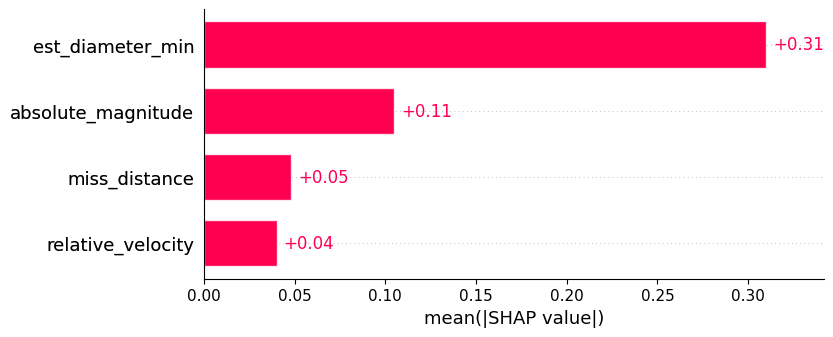 est_diameter_min +0.31
absolute_magnitude +0.11
miss_distance +0.05
relative_velocity +0.04
0.00 0.05 0.10 0.15 0.20 0.25 0.30
mean(|SHAP value|)